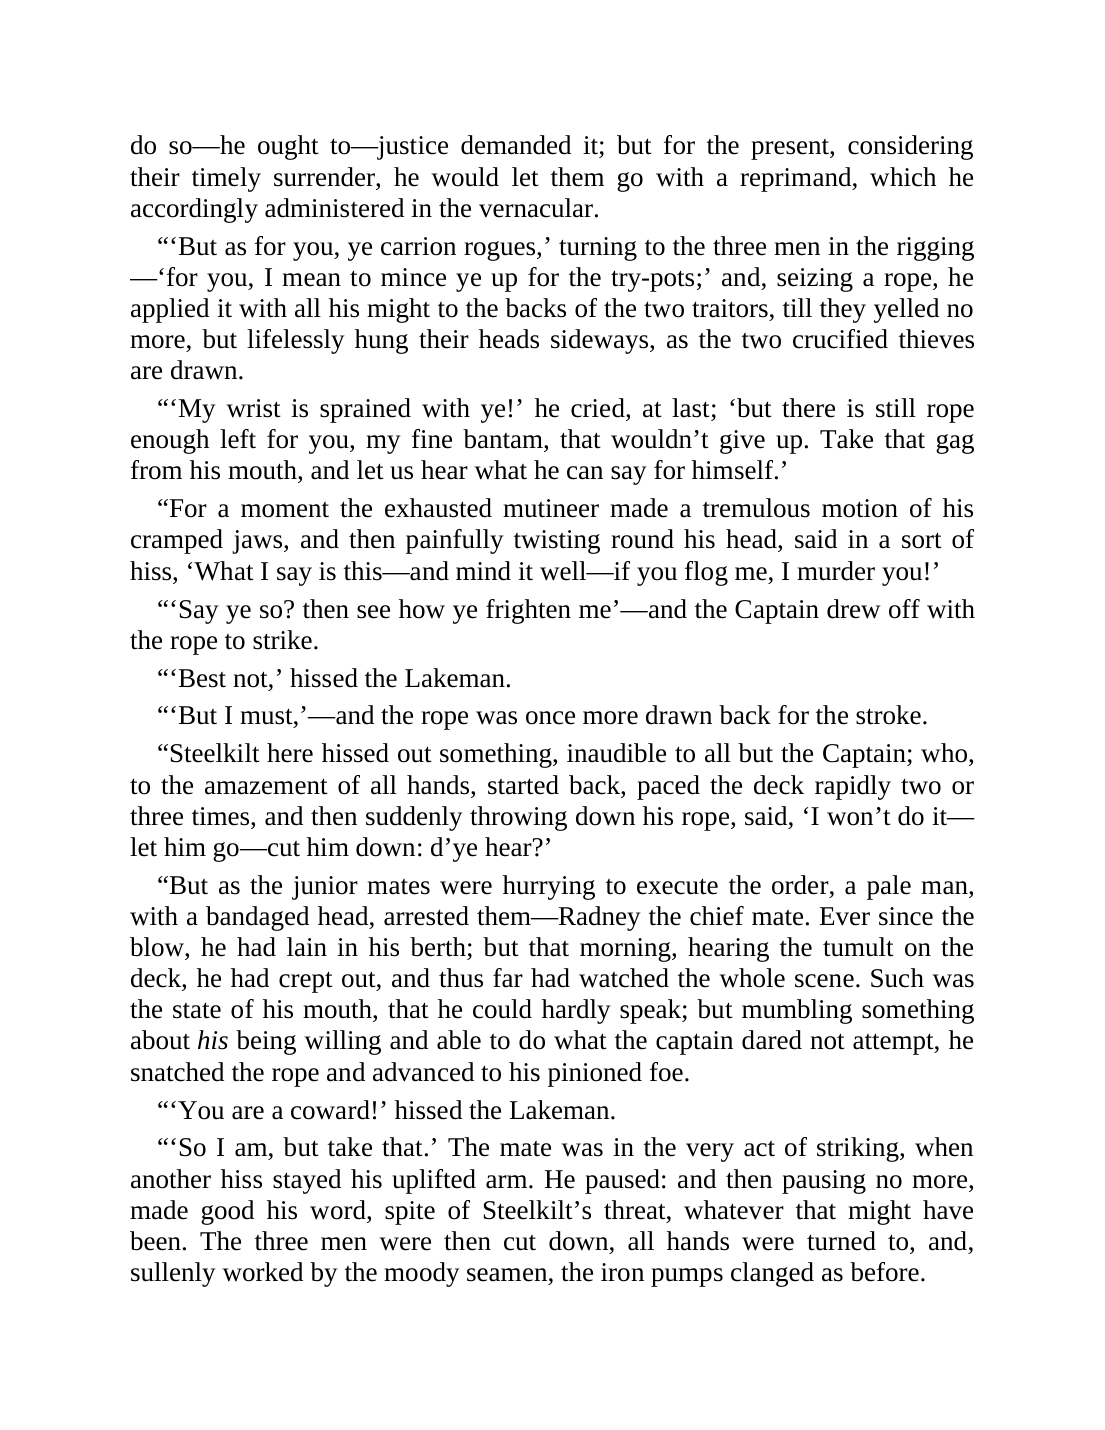 do so—he ought to—justice demanded it; but for the present, considering
their timely surrender, he would let them go with a reprimand, which he
accordingly administered in the vernacular.
“‘But as for you, ye carrion rogues,’ turning to the three men in the rigging
—‘for you, I mean to mince ye up for the try-pots;’ and, seizing a rope, he
applied it with all his might to the backs of the two traitors, till they yelled no
more, but lifelessly hung their heads sideways, as the two crucified thieves
are drawn.
“‘My wrist is sprained with ye!’ he cried, at last; ‘but there is still rope
enough left for you, my fine bantam, that wouldn’t give up. Take that gag
from his mouth, and let us hear what he can say for himself.’
“For a moment the exhausted mutineer made a tremulous motion of his
cramped jaws, and then painfully twisting round his head, said in a sort of
hiss, ‘What I say is this—and mind it well—if you flog me, I murder you!’
“‘Say ye so? then see how ye frighten me’—and the Captain drew off with
the rope to strike.
“‘Best not,’ hissed the Lakeman.
“‘But I must,’—and the rope was once more drawn back for the stroke.
“Steelkilt here hissed out something, inaudible to all but the Captain; who,
to the amazement of all hands, started back, paced the deck rapidly two or
three times, and then suddenly throwing down his rope, said, ‘I won’t do it—
let him go—cut him down: d’ye hear?’
“But as the junior mates were hurrying to execute the order, a pale man,
with a bandaged head, arrested them—Radney the chief mate. Ever since the
blow, he had lain in his berth; but that morning, hearing the tumult on the
deck, he had crept out, and thus far had watched the whole scene. Such was
the state of his mouth, that he could hardly speak; but mumbling something
about his being willing and able to do what the captain dared not attempt, he
snatched the rope and advanced to his pinioned foe.
“‘You are a coward!’ hissed the Lakeman.
“‘So I am, but take that.’ The mate was in the very act of striking, when
another hiss stayed his uplifted arm. He paused: and then pausing no more,
made good his word, spite of Steelkilt’s threat, whatever that might have
been. The three men were then cut down, all hands were turned to, and,
sullenly worked by the moody seamen, the iron pumps clanged as before.